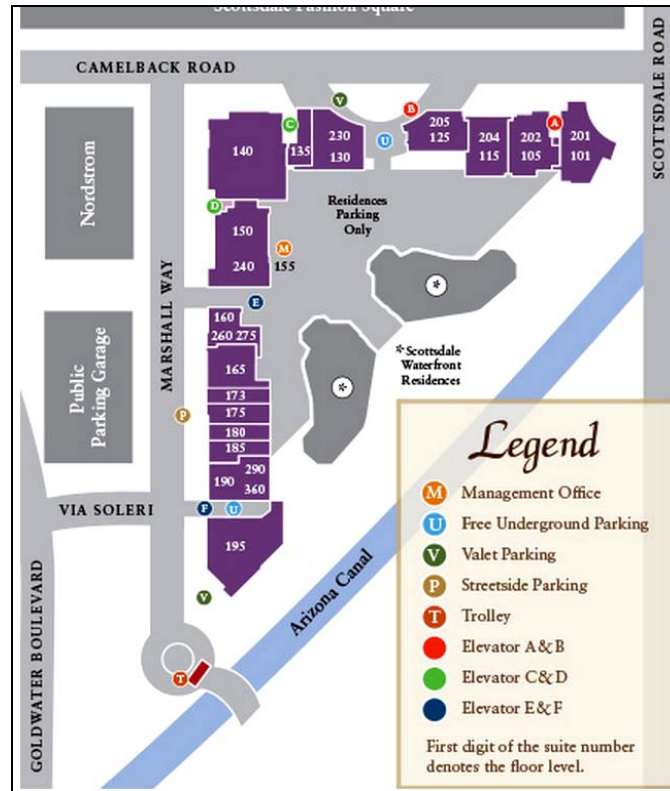 Scottsdale Fashion Square
CAMELBACK ROAD
SCOTTSDALE ROAD
V
B
A
C
U
140
135
230
130
205
125
204
115
202
105
201
101
Nordstrom
D
Residences
Parking
Only
150
240
M
155
E
MARSHALL WAY
*
160
260 275
Public
Parking Garage
165
*Scottsdale
Waterfront
Residences
*
173
P
175
180
185
190
290
360
VIA SOLERI
F
U
195
V
T
GOLDWATER BOULEVARD
Arizona Canal
Legend
M Management Office
U Free Underground Parking
V Valet Parking
P Streetside Parking
T Trolley
Elevator A & B
Elevator C & D
Elevator E & F
First digit of the suite number
denotes the floor level.